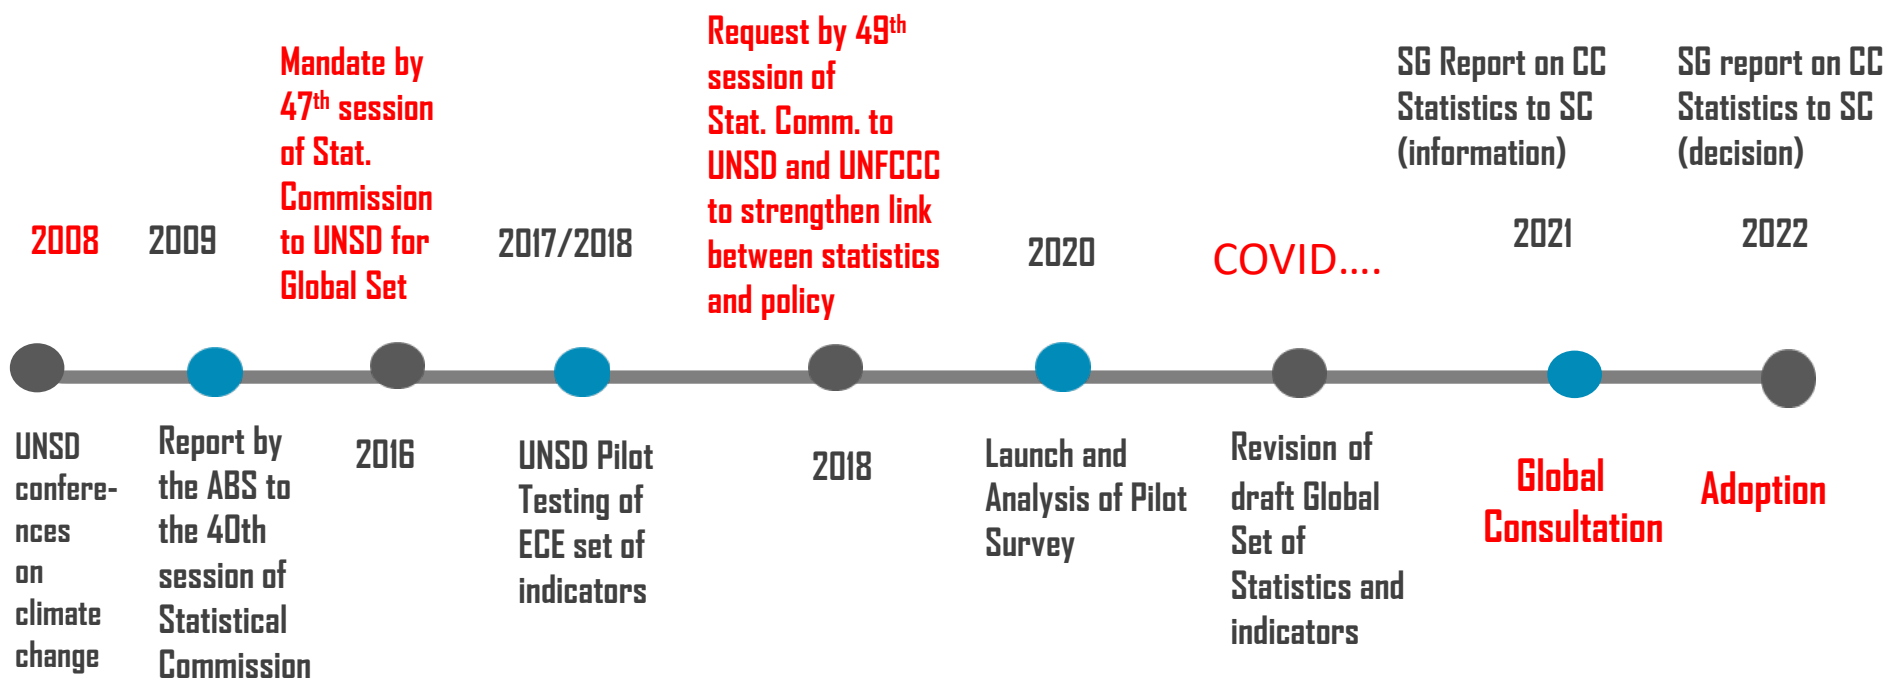 2008
UNSD
confere-
nces
on
climate
change
2009
Report by
the ABS to
the 40th
session of
Statistical
Commission
Mandate by
47th session
of Stat.
Commission
to UNSD for
Global Set
2016
2017/2018
UNSD Pilot
Testing of
ECE set of
indicators
Request by 49th
session of
Stat. Comm. to
UNSD and UNFCCC
to strengthen link
between statistics
and policy
2018
2020
Launch and
Analysis of Pilot
Survey
COVID....
Revision of
draft Global
Set of
Statistics and
indicators
SG Report on CC
Statistics to SC
(information)
2021
Global
Consultation
SG report on CC
Statistics to SC
(decision)
2022
Adoption